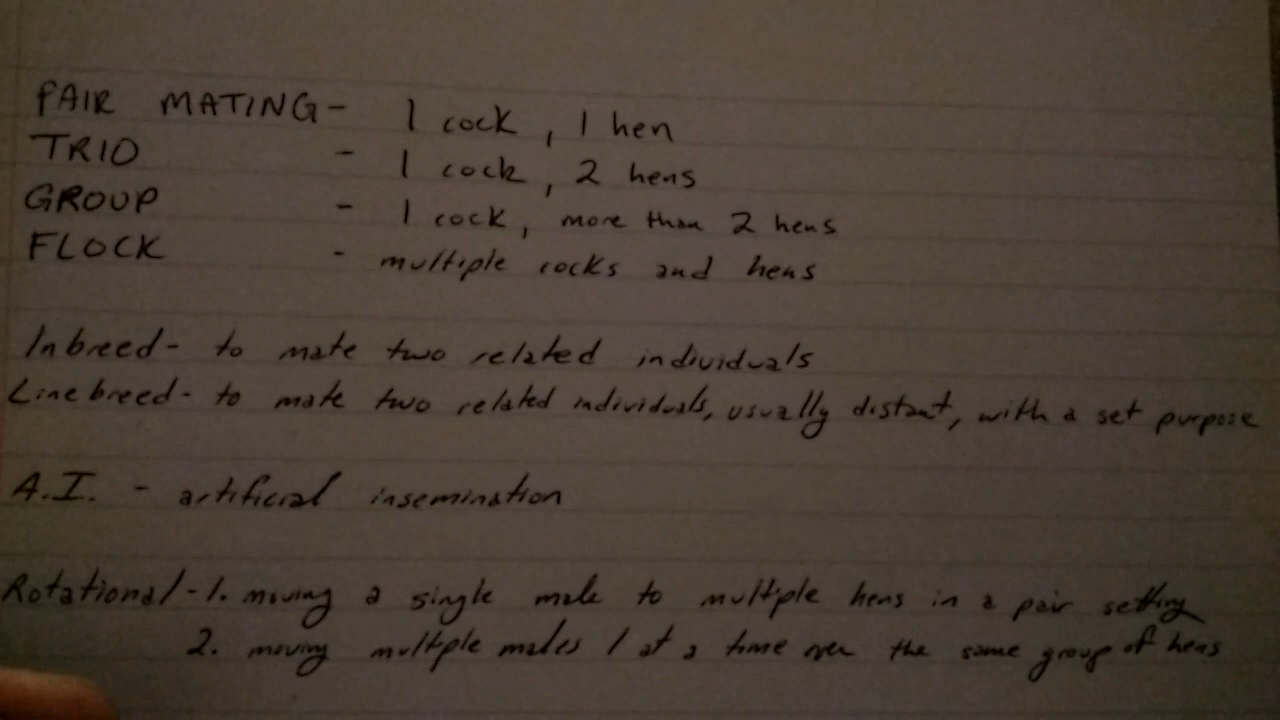 PAIR MATING - 1 cock, 1 hen
TRIO - 1 cock, 2 hens
GROUP - 1 cock, more than 2 hens
FLOCK - multiple cocks and hens
Inbreed - to mate two related individuals
Linebreed - to mate two related individuals, usually distant, with a set purpose
A.I. - artificial insemination
Rotational - 1. moving a single male to multiple hens in a pair setting
2. moving multiple males 1 at a time over the same group of hens